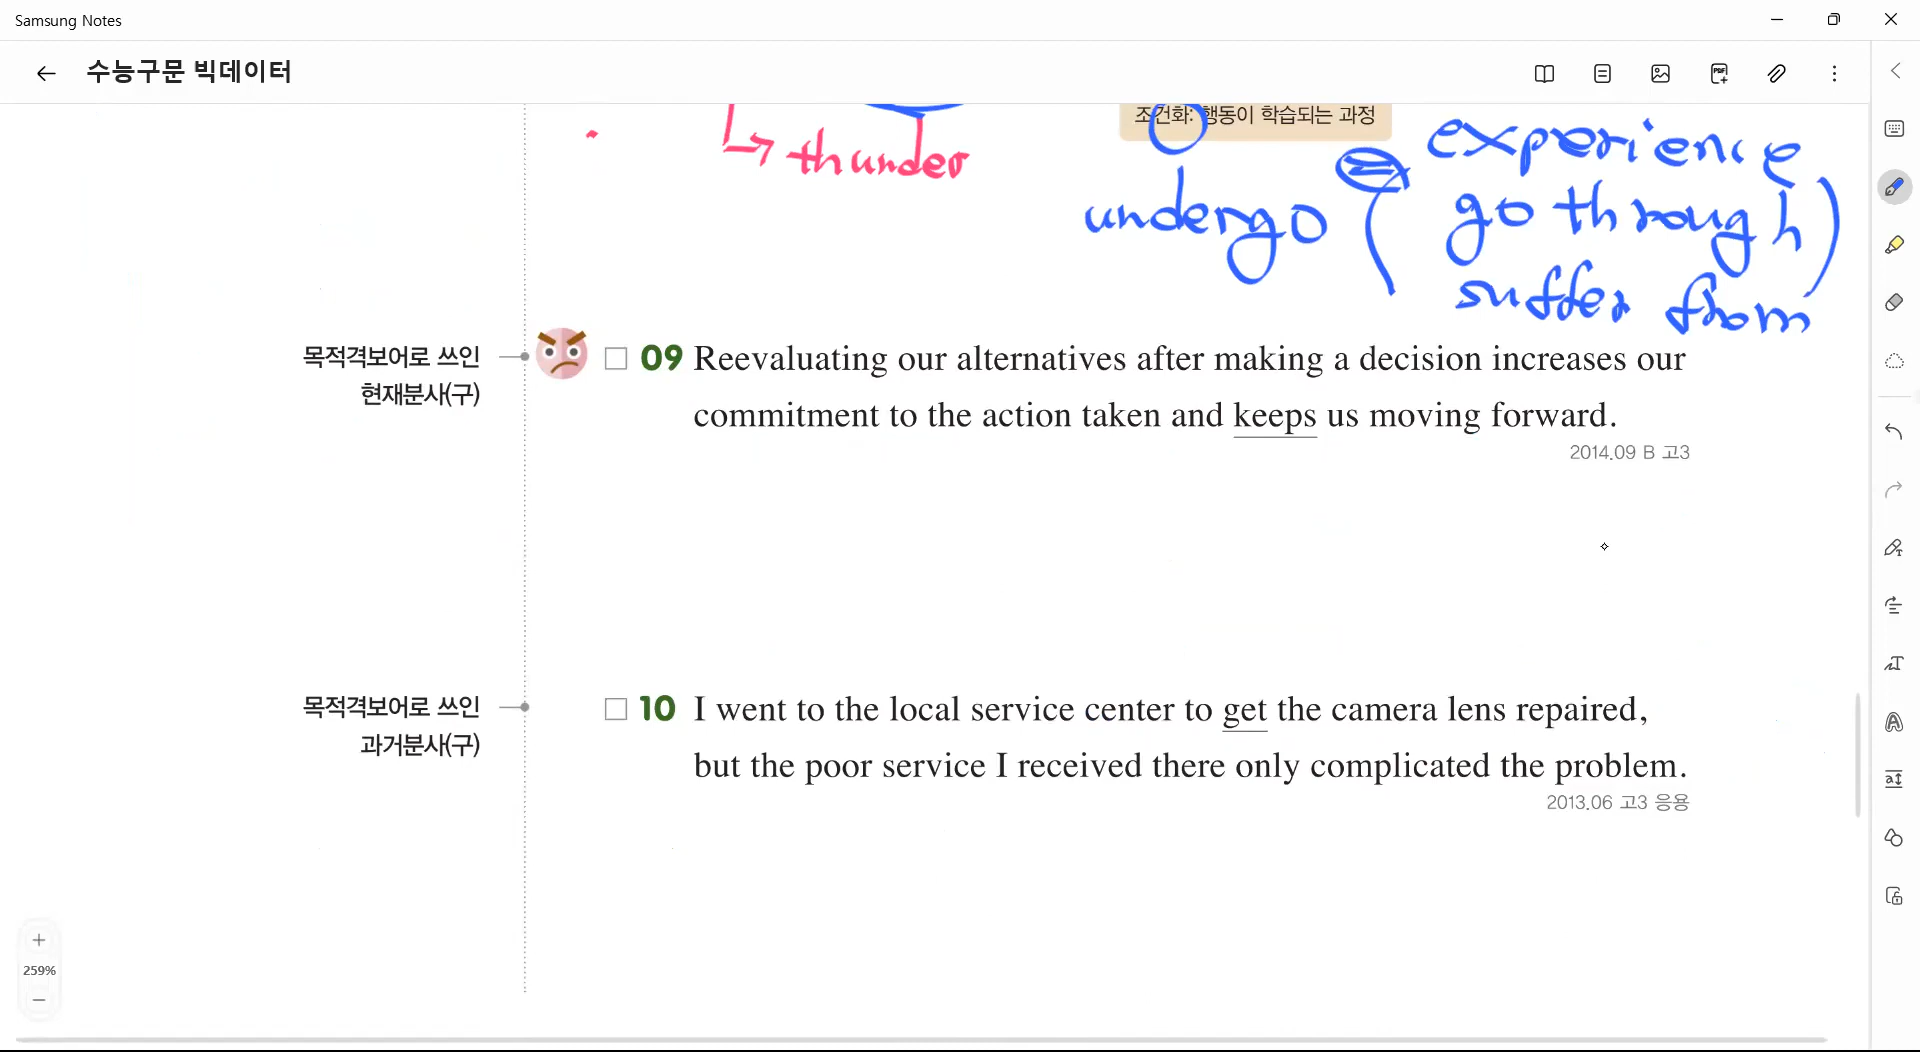 Samsung Notes
수능구문 빅데이터
조건화: 행동이 학습되는 과정
thunder
experience
undergo = ( go through )
suffer from
목적격보어로 쓰인
현재분사(구)
09 Reevaluating our alternatives after making a decision increases our
commitment to the action taken and keeps us moving forward.
2014.09 B 고3
목적격보어로 쓰인
과거분사(구)
10 I went to the local service center to get the camera lens repaired,
but the poor service I received there only complicated the problem.
2013.06 고3 응용
259%